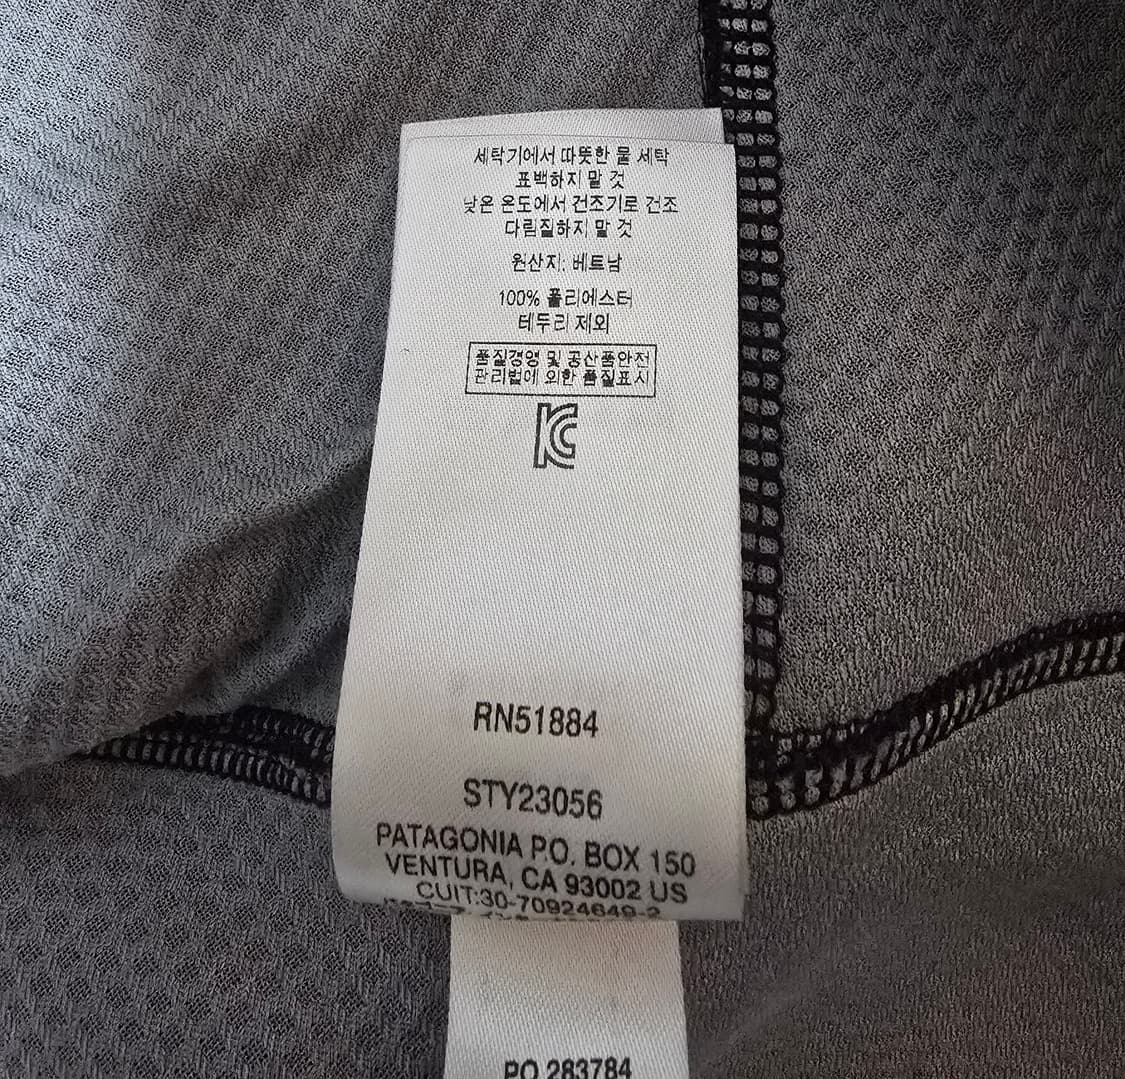 세탁기에서 따뜻한 물 세탁
표백하지 말 것
낮은 온도에서 건조기로 건조
다림질하지 말 것
원산지: 베트남
100% 폴리에스터
테두리 제외
품질경영 및 공산품안전
관리법에 의한 품질표시
KC
RN51884
STY23056
PATAGONIA P.O. BOX 150
VENTURA, CA 93002 US
CUIT:30-70924649-2
PO 283784